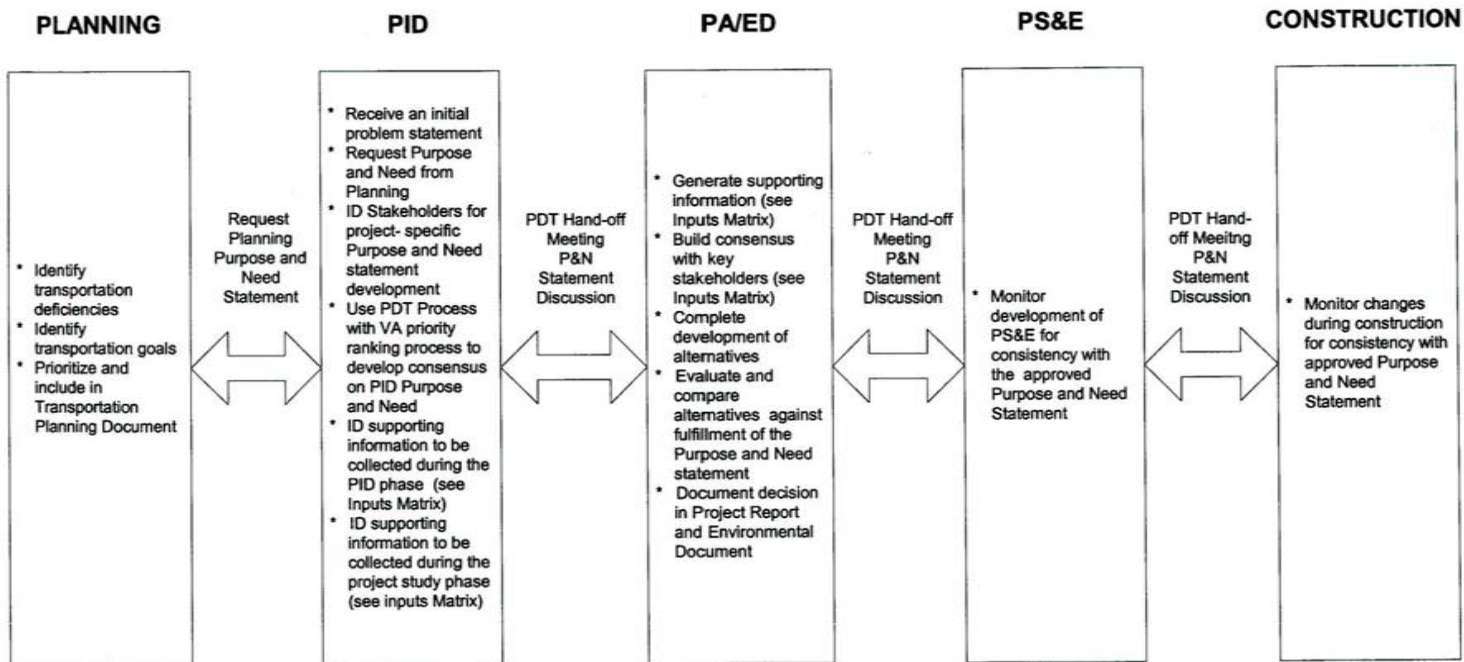 PLANNING
PID
PA/ED
PS&E
CONSTRUCTION
* Identify
transportation
deficiencies
* Identify
transportation goals
* Prioritize and
include in
Transportation
Planning Document
Request
Planning
Purpose and
Need
Statement
* Receive an initial
problem statement
* Request Purpose
and Need from
Planning
* ID Stakeholders for
project- specific
Purpose and Need
statement
development
* Use PDT Process
with VA priority
ranking process to
develop consensus
on PID Purpose
and Need
* ID supporting
information to be
collected during the
PID phase (see
Inputs Matrix)
* ID supporting
information to be
collected during the
project study phase
(see inputs Matrix)
PDT Hand-off
Meeting
P&N
Statement
Discussion
* Generate supporting
information (see
Inputs Matrix)
* Build consensus
with key
stakeholders (see
Inputs Matrix)
* Complete
development of
alternatives
* Evaluate and
compare
alternatives against
fulfillment of the
Purpose and Need
statement
* Document decision
in Project Report
and Environmental
Document
PDT Hand-off
Meeting
P&N
Statement
Discussion
* Monitor
development of
PS&E for
consistency with
the approved
Purpose and Need
Statement
PDT Hand-
off Meeitng
P&N
Statement
Discussion
* Monitor changes
during construction
for consistency with
approved Purpose
and Need
Statement